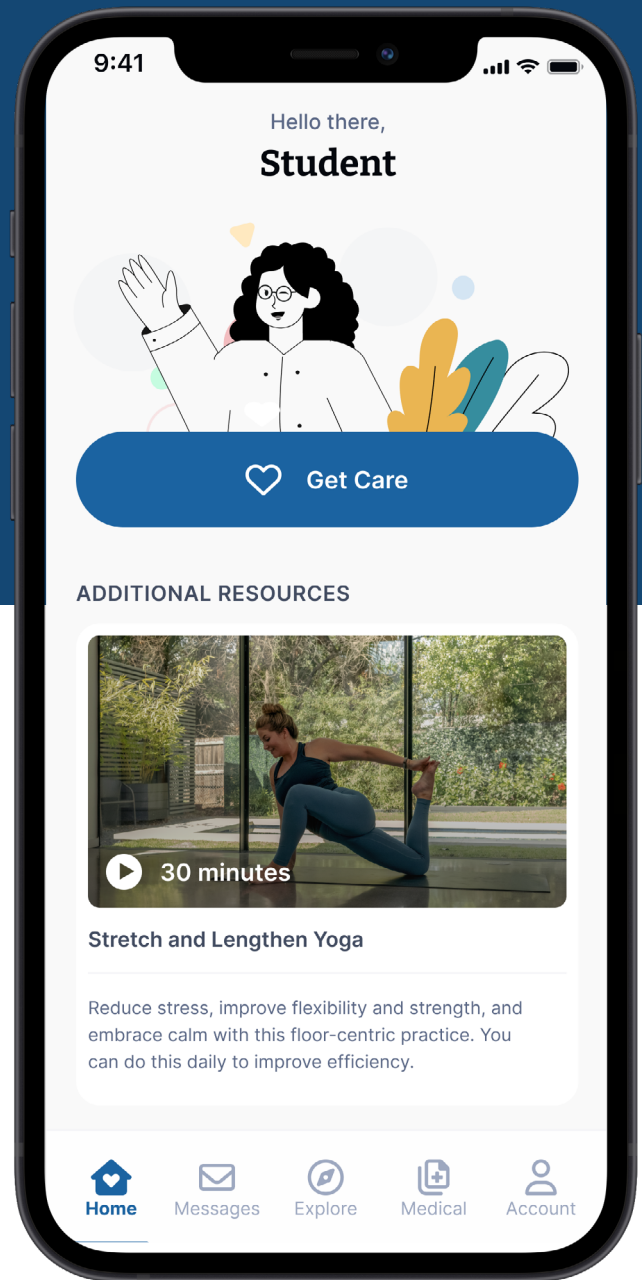 9:41
Hello there,
Student
Get Care
ADDITIONAL RESOURCES
30 minutes
Stretch and Lengthen Yoga
Reduce stress, improve flexibility and strength, and
embrace calm with this floor-centric practice. You
can do this daily to improve efficiency.
Home Messages Explore Medical Account